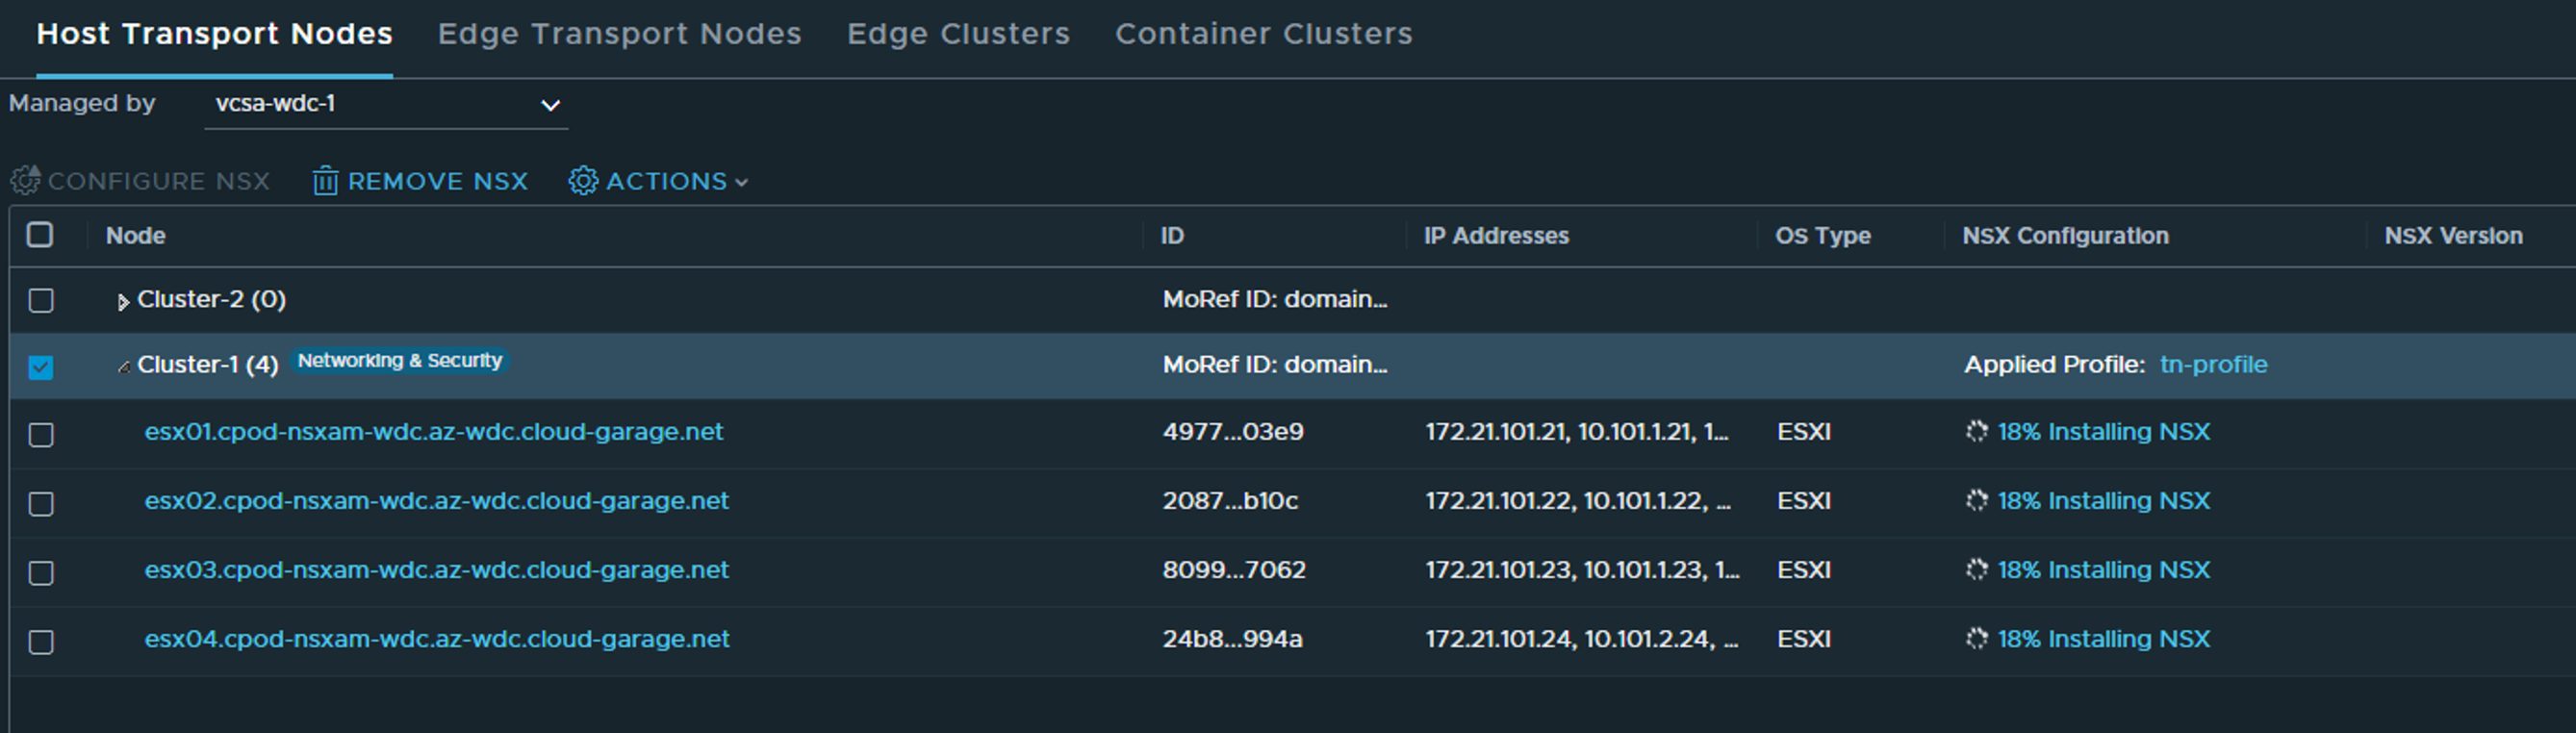 Host Transport Nodes Edge Transport Nodes Edge Clusters Container Clusters
Managed by vcsa-wdc-1
CONFIGURE NSX REMOVE NSX ACTIONS
Node ID IP Addresses OS Type NSX Configuration NSX Version
Cluster-2 (0) MoRef ID: domain...
Cluster-1 (4) Networking & Security MoRef ID: domain... Applied Profile: tn-profile
esx01.cpod-nsxam-wdc.az-wdc.cloud-garage.net 4977...03e9 172.21.101.21, 10.101.1.21, 1... ESXI 18% Installing NSX
esx02.cpod-nsxam-wdc.az-wdc.cloud-garage.net 2087...b10c 172.21.101.22, 10.101.1.22, ... ESXI 18% Installing NSX
esx03.cpod-nsxam-wdc.az-wdc.cloud-garage.net 8099...7062 172.21.101.23, 10.101.1.23, 1... ESXI 18% Installing NSX
esx04.cpod-nsxam-wdc.az-wdc.cloud-garage.net 24b8...994a 172.21.101.24, 10.101.2.24, ... ESXI 18% Installing NSX